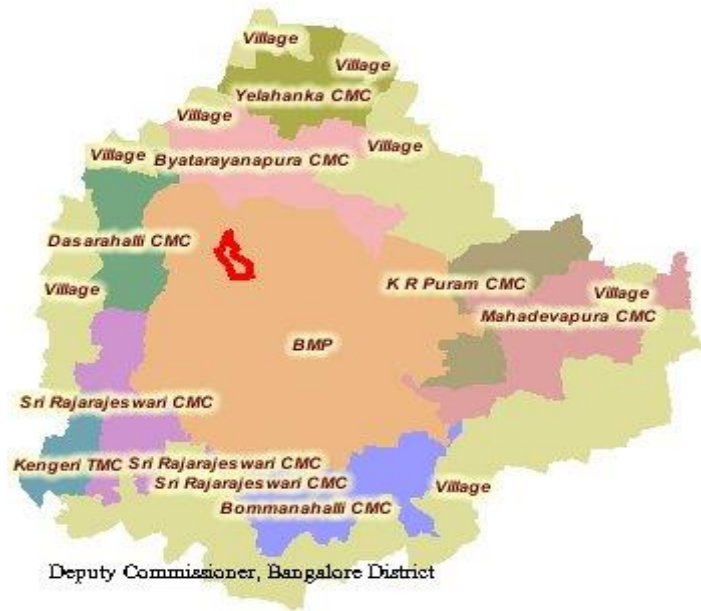 Village
Village
Yelahanka CMC
Village
Village
Village
Byatarayanapura CMC
Dasarahalli CMC
Village
K R Puram CMC
Village
Mahadevapura CMC
BMP
Sri Rajarajeswari CMC
Kengeri TMC
Sri Rajarajeswari CMC
Sri Rajarajeswari CMC
Village
Bommanahalli CMC
Deputy Commissioner, Bangalore District